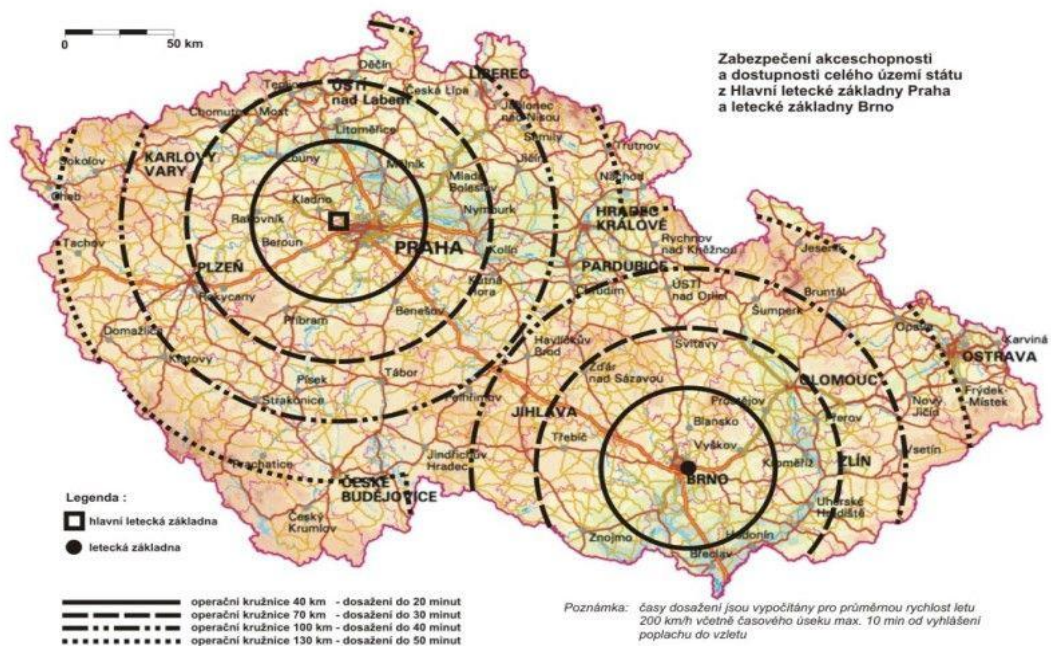 0 50 km
Zabezpečení akceschopnosti
a dostupnosti celého území státu
z Hlavní letecké základny Praha
a letecké základny Brno
Děčín
LIBEREC
ÚSTÍ
nad Labem
Česká Lípa
Chomutov
Most
Jablonec
nad Nisou
Litoměřice
Semily
Trutnov
KARLOVY
VARY
Sokolov
Louny
Mělník
Jičín
Mladá
Boleslav
Náchod
Cheb
Kladno
Nymburk
HRADEC
KRÁLOVÉ
Rakovník
Rychnov
nad Kněžnou
Jeseník
Tachov
Beroun
PRAHA
Kolín
PLZEŇ
PARDUBICE
Kutná
Hora
Chrudim
ÚSTÍ
nad Orlicí
Bruntál
Rokycany
Benešov
Šumperk
Příbram
Opava
Karviná
Domažlice
Havlíčkův
Brod
Svitavy
OSTRAVA
Klatovy
Žďár
nad Sázavou
Písek
Tábor
OLOMOUC
Frýdek-
Místek
Strakonice
Pelhřimov
Prostějov
Nový
Jičín
JIHLAVA
Blansko
Přerov
Třebíč
Vyškov
Vsetín
Prachatice
Jindřichův
Hradec
Kroměříž
ZLÍN
BRNO
ČESKÉ
BUDĚJOVICE
Uherské
Hradiště
Český
Krumlov
Znojmo
Hodonín
Břeclav
Legenda :
hlavní letecká základna
letecká základna
operační kružnice 40 km - dosažení do 20 minut
operační kružnice 70 km - dosažení do 30 minut
operační kružnice 100 km - dosažení do 40 minut
operační kružnice 130 km - dosažení do 50 minut
Poznámka: časy dosažení jsou vypočítány pro průměrnou rychlost letu
200 km/h včetně časového úseku max. 10 min od vyhlášení
poplachu do vzletu